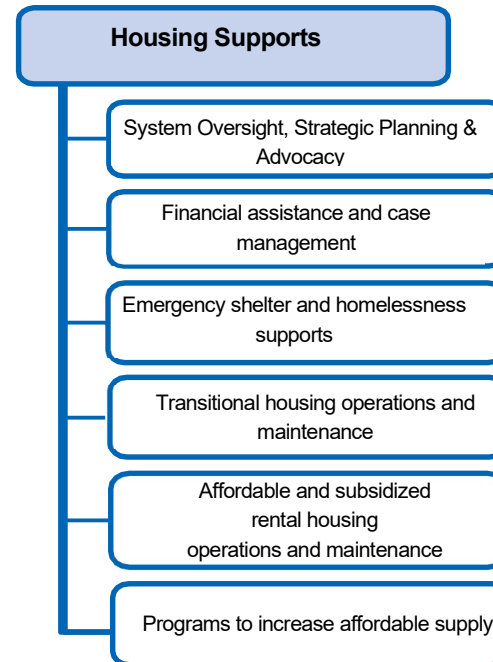 Housing Supports
System Oversight, Strategic Planning &
Advocacy
Financial assistance and case
management
Emergency shelter and homelessness
supports
Transitional housing operations and
maintenance
Affordable and subsidized
rental housing
operations and maintenance
Programs to increase affordable supply